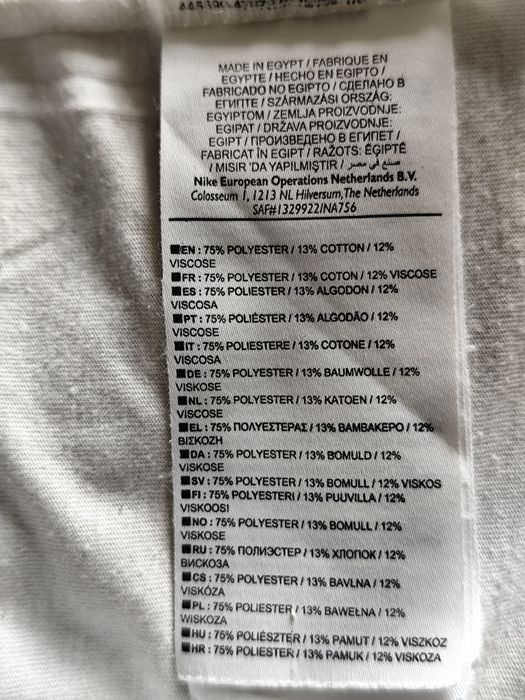 MADE IN EGYPT / FABRIQUE EN
EGYPTE / HECHO EN EGIPTO /
FABRICADO NO EGIPTO / СДЕЛАНО В
ЕГИПТЕ / SZÁRMAZÁSI ORSZÁG:
EGYIPTOM / ZEMLJA PROIZVODNJE:
EGIPAT / DRŽAVA PROIZVODNJE:
EGIPT / ПРОИЗВЕДЕНО В ЕГИПЕТ /
FABRICAT ÎN EGIPT / RAŽOTS: ĒĢIPTĒ
/ MISIR 'DA YAPILMIŞTIR / صنع في مصر
Nike European Operations Netherlands B.V.
Colosseum 1, 1213 NL Hilversum, The Netherlands
SAF#1329922/NA756
■EN : 75% POLYESTER / 13% COTTON / 12%
VISCOSE
■FR : 75% POLYESTER / 13% COTON / 12% VISCOSE
■ES : 75% POLIESTER / 13% ALGODON / 12%
VISCOSA
■PT : 75% POLIÉSTER / 13% ALGODÃO / 12%
VISCOSE
■IT : 75% POLIESTERE / 13% COTONE / 12%
VISCOSA
■DE : 75% POLYESTER / 13% BAUMWOLLE / 12%
VISKOSE
■NL : 75% POLYESTER / 13% KATOEN / 12%
VISCOSE
■EL : 75% ΠΟΛΥΕΣΤΕΡΑΣ / 13% ΒΑΜΒΑΚΕΡΟ / 12%
ΒΙΣΚΟΖΗ
■DA : 75% POLYESTER / 13% BOMULD / 12%
VISKOSE
■SV : 75% POLYESTER / 13% BOMULL / 12% VISKOS
■FI : 75% POLYESTERI / 13% PUUVILLA / 12%
VISKOOSI
■NO : 75% POLYESTER / 13% BOMULL / 12%
VISKOSE
■RU : 75% ПОЛИЭСТЕР / 13% ХЛОПОК / 12%
ВИСКОЗА
■CS : 75% POLYESTER / 13% BAVLNA / 12%
VISKÓZA
■PL : 75% POLIESTER / 13% BAWEŁNA / 12%
WISKOZA
■HU : 75% POLIÉSZTER / 13% PAMUT / 12% VISZKÓZ
■HR : 75% POLIESTER / 13% PAMUK / 12% VISKOZA